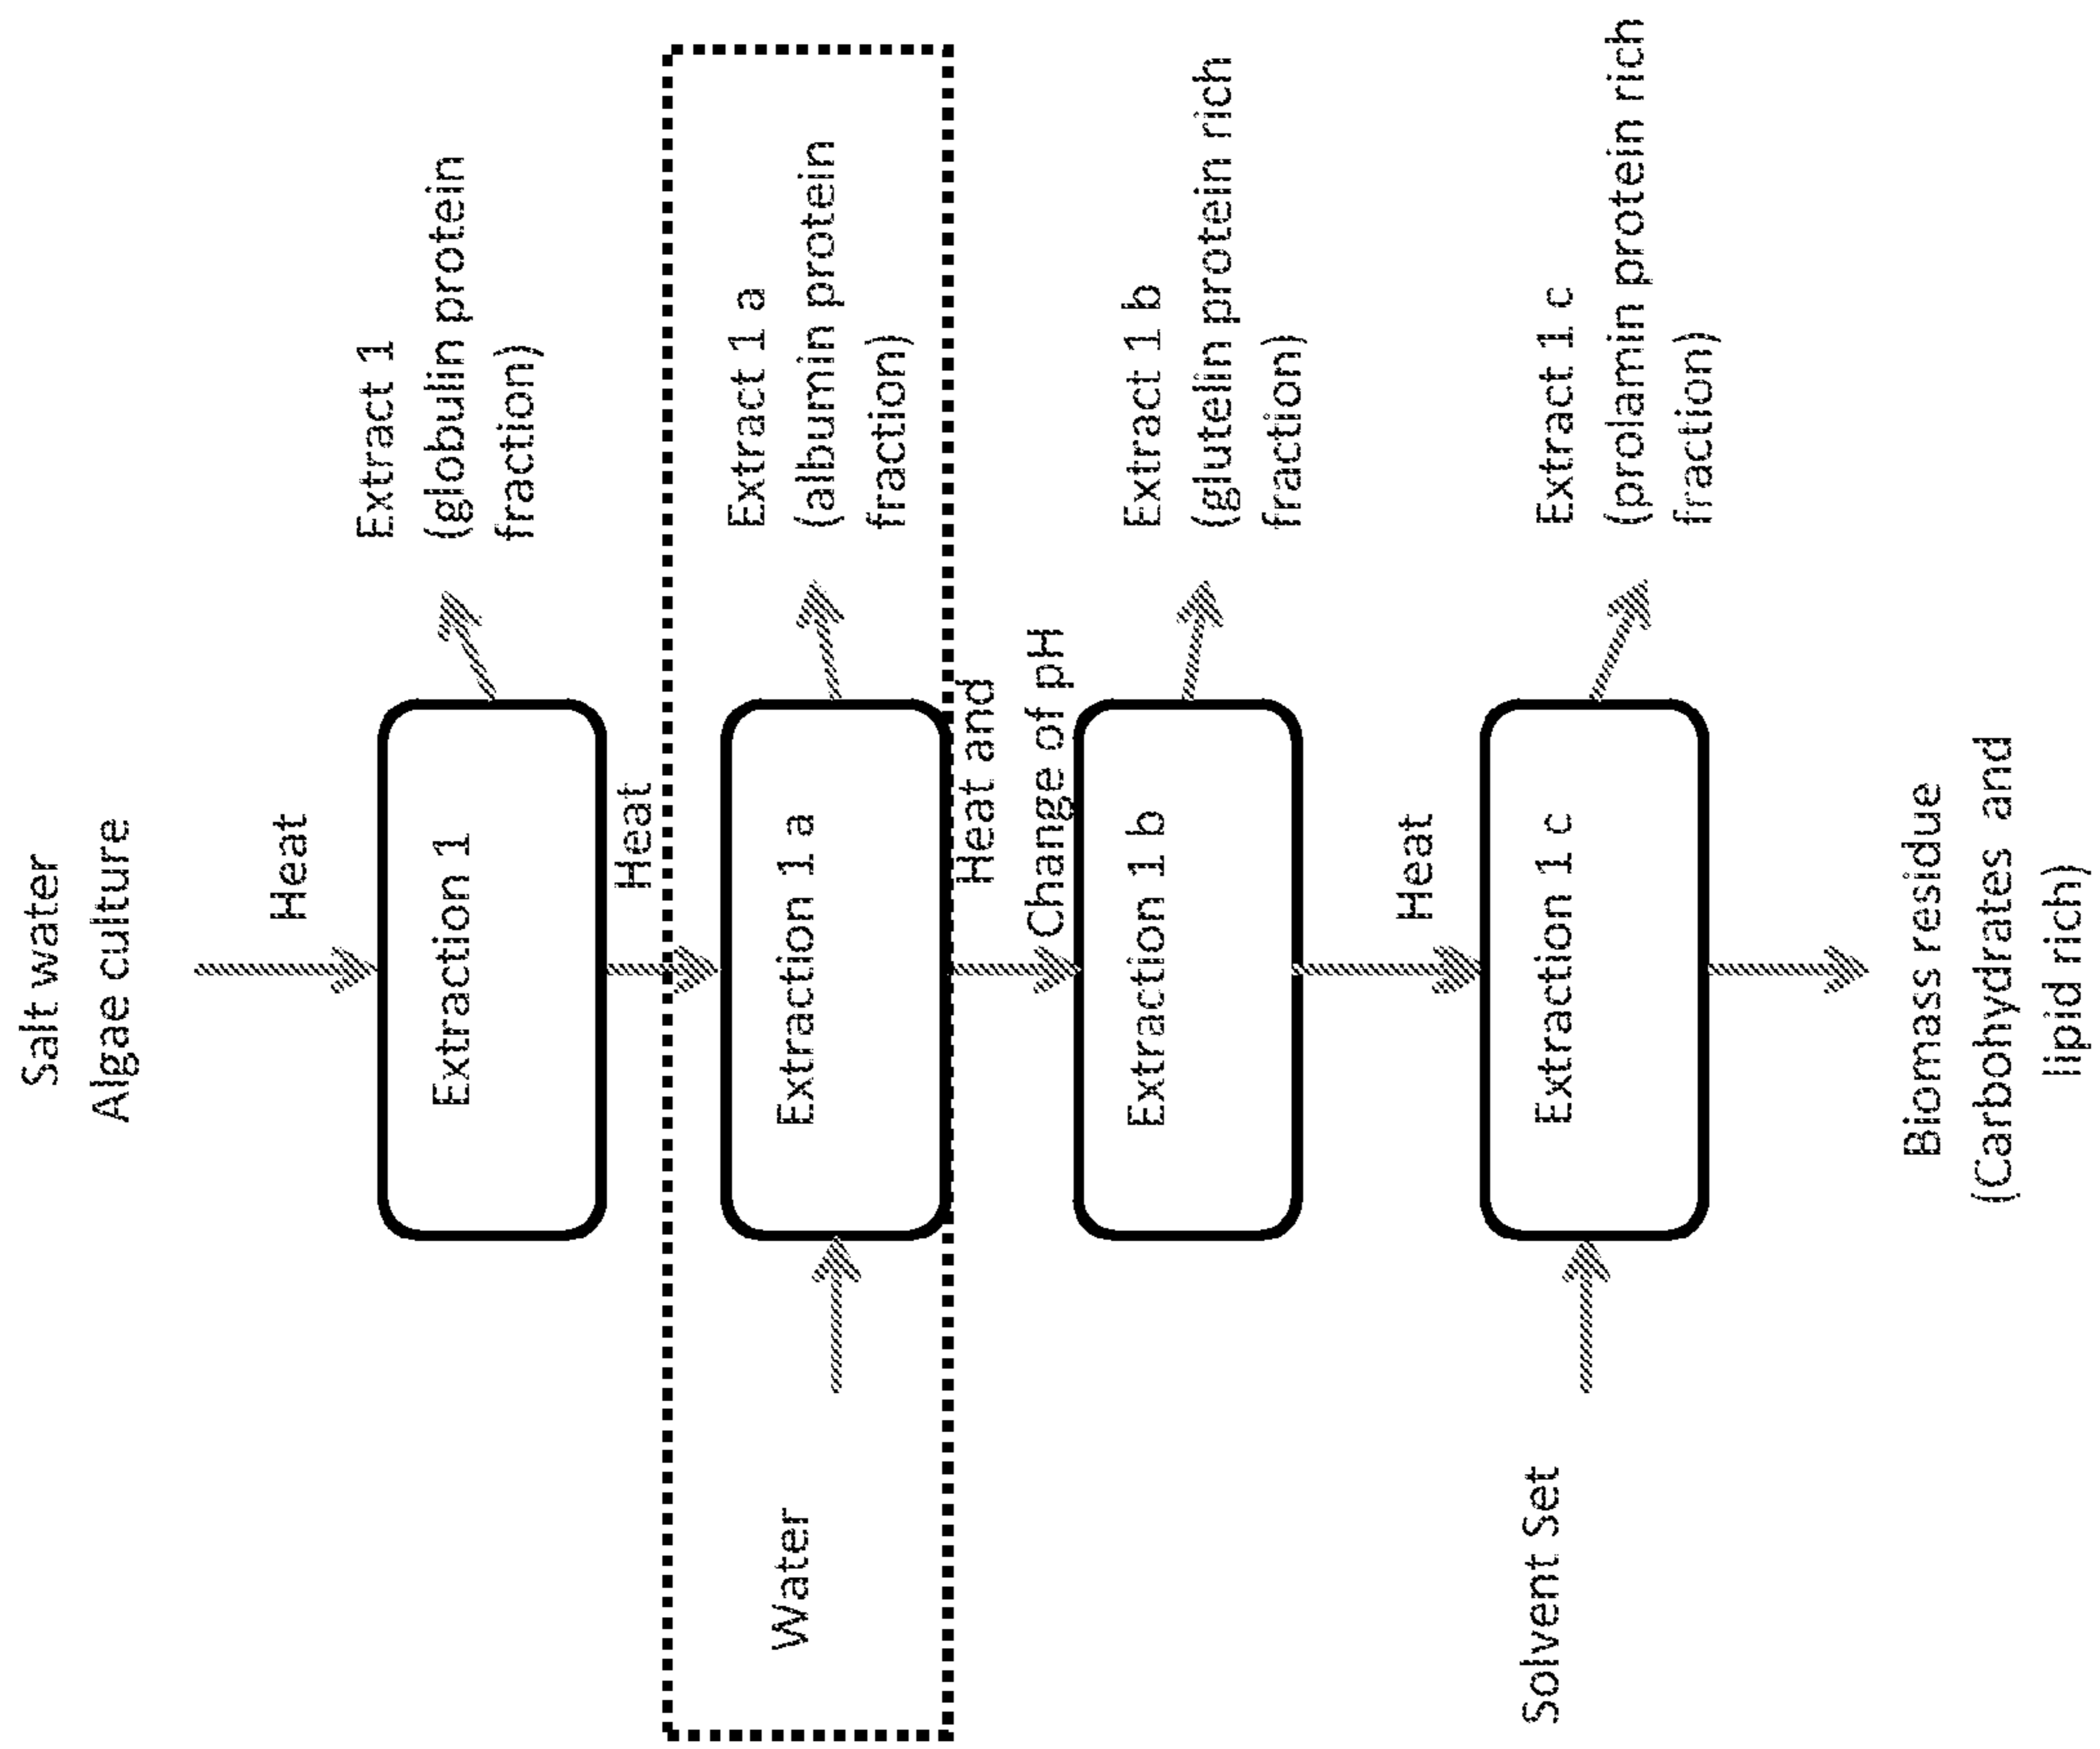 Salt water
Algae culture
Heat
Extraction 1
Extract 1
(globulin protein
fraction)
Heat
Water
Extraction 1 a
Extract 1 a
(albumin protein
fraction)
Heat and
Change of pH
Extraction 1 b
Extract 1 b
(glutelin protein rich
fraction)
Heat
Solvent Set
Extraction 1 c
Extract 1 c
(prolamin protein rich
fraction)
Biomass residue
(Carbohydrates and
lipid rich)